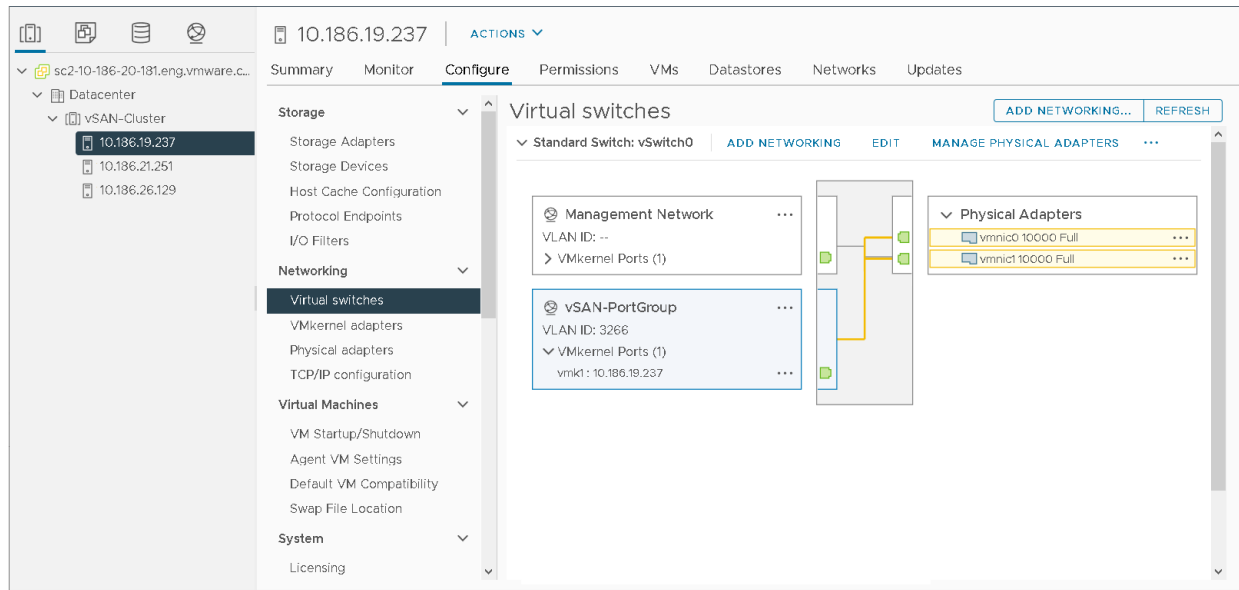 10.186.19.237
ACTIONS
sc2-10-186-20-181.eng.vmware.c...
Datacenter
vSAN-Cluster
10.186.19.237
10.186.21.251
10.186.26.129
Summary Monitor Configure Permissions VMs Datastores Networks Updates
Storage
Storage Adapters
Storage Devices
Host Cache Configuration
Protocol Endpoints
I/O Filters
Networking
Virtual switches
VMkernel adapters
Physical adapters
TCP/IP configuration
Virtual Machines
VM Startup/Shutdown
Agent VM Settings
Default VM Compatibility
Swap File Location
System
Licensing
Virtual switches
ADD NETWORKING... REFRESH
Standard Switch: vSwitch0 ADD NETWORKING EDIT MANAGE PHYSICAL ADAPTERS ...
Management Network ...
VLAN ID: --
VMkernel Ports (1)
vSAN-PortGroup ...
VLAN ID: 3266
VMkernel Ports (1)
vmk1 : 10.186.19.237 ...
Physical Adapters
vmnic0 10000 Full ...
vmnic1 10000 Full ...